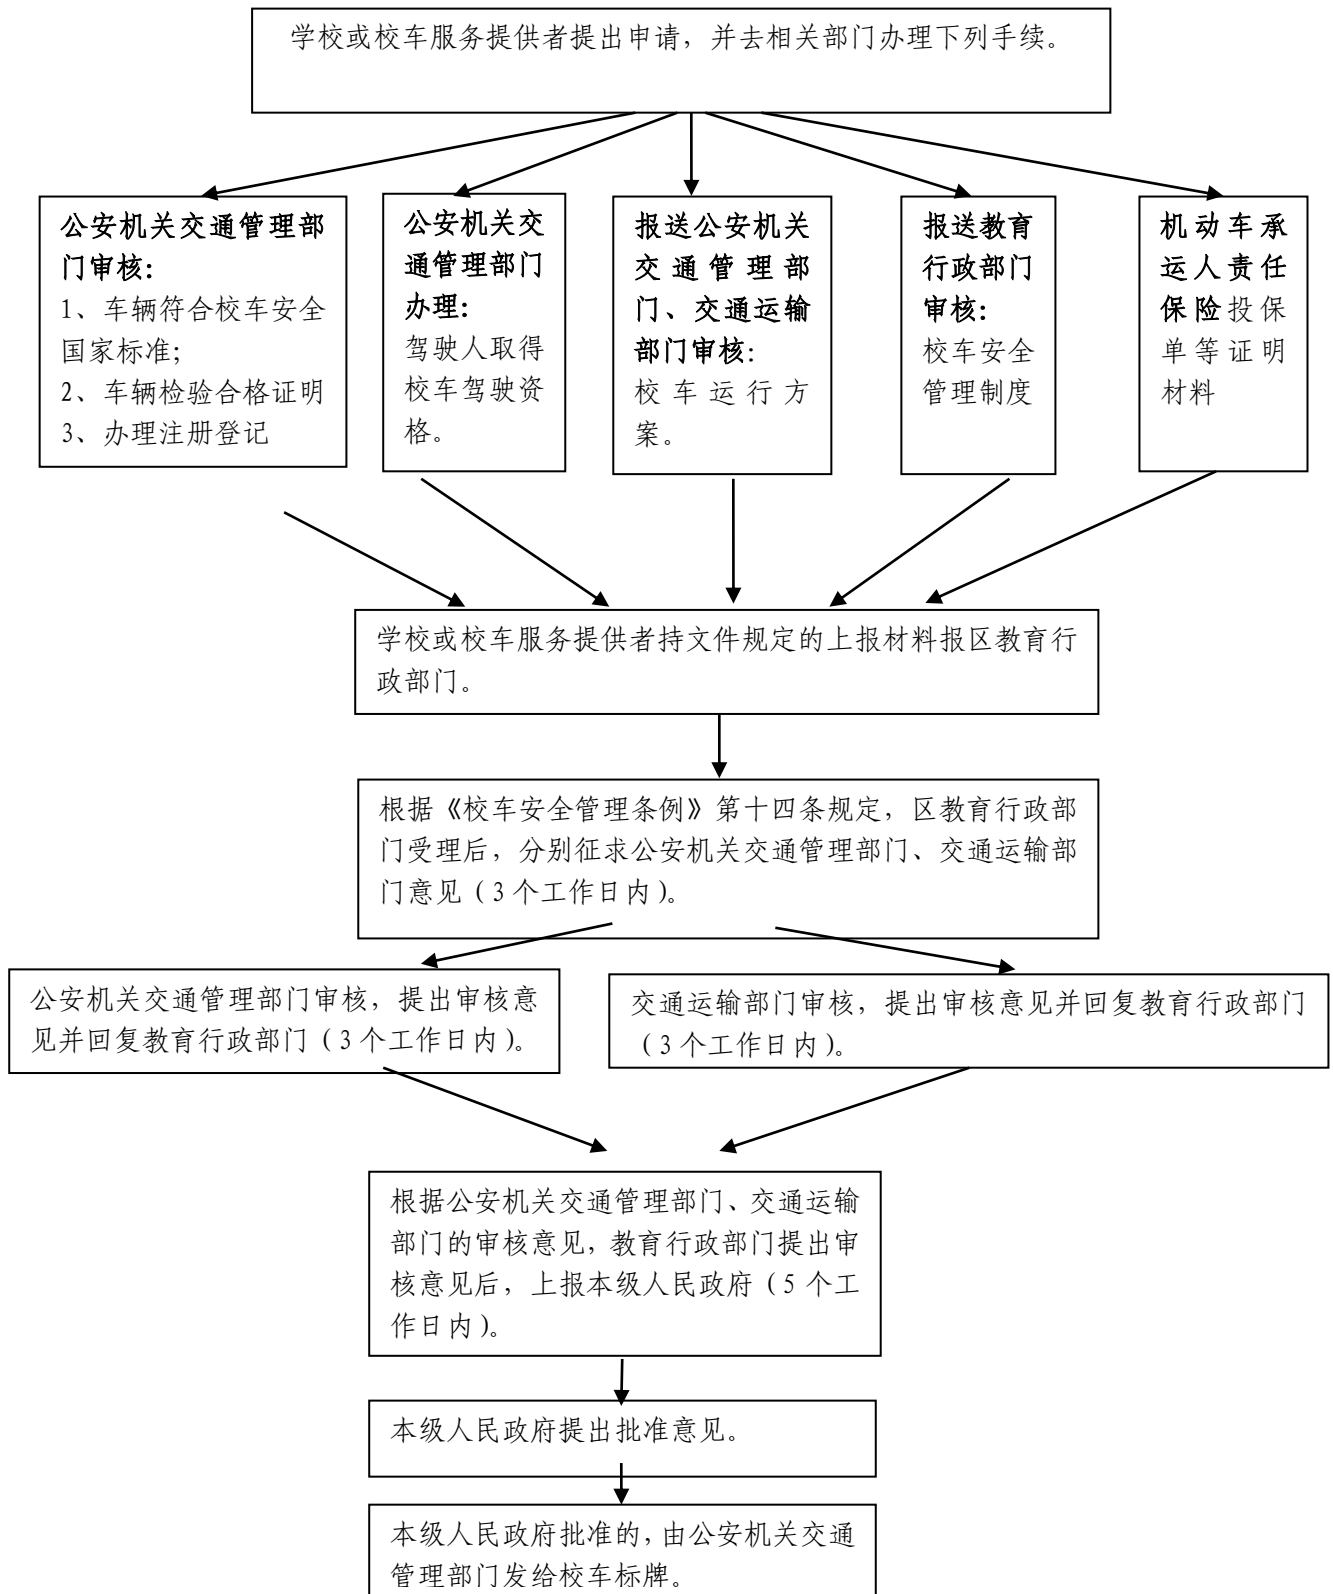 学校或校车服务提供者提出申请，并去相关部门办理下列手续。
公安机关交通管理部
门审核：
1、车辆符合校车安全
国家标准；
2、车辆检验合格证明
3、办理注册登记
公安机关交
通管理部门
办理：
驾驶人取得
校车驾驶资
格。
报送公安机关
交通管理部
门、交通运输
部门审核：
校车运行方
案。
报送教育
行政部门
审核：
校车安全
管理制度
机动车承
运人责任
保险投保
单等证明
材料
学校或校车服务提供者持文件规定的上报材料报区教育行
政部门。
根据《校车安全管理条例》第十四条规定，区教育行政部
门受理后，分别征求公安机关交通管理部门、交通运输部
门意见（3个工作日内）。
公安机关交通管理部门审核，提出审核意
见并回复教育行政部门（3个工作日内）。
交通运输部门审核，提出审核意见并回复教育行政部门
（3个工作日内）。
根据公安机关交通管理部门、交通运输
部门的审核意见，教育行政部门提出审
核意见后，上报本级人民政府（5个工
作日内）。
本级人民政府提出批准意见。
本级人民政府批准的，由公安机关交通
管理部门发给校车标牌。